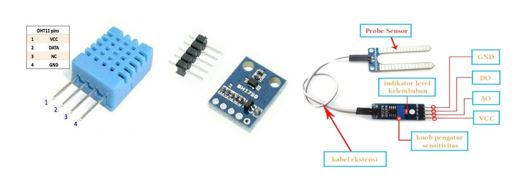 DHT11 pins
1 VCC
2 DATA
3 NC
4 GND
1
2
3
4
BH1750
Probe Sensor
indikator level
kelembuhan
GND
DO
AO
VCC
knob pengatur
sensitivitas
kabel ekstensi